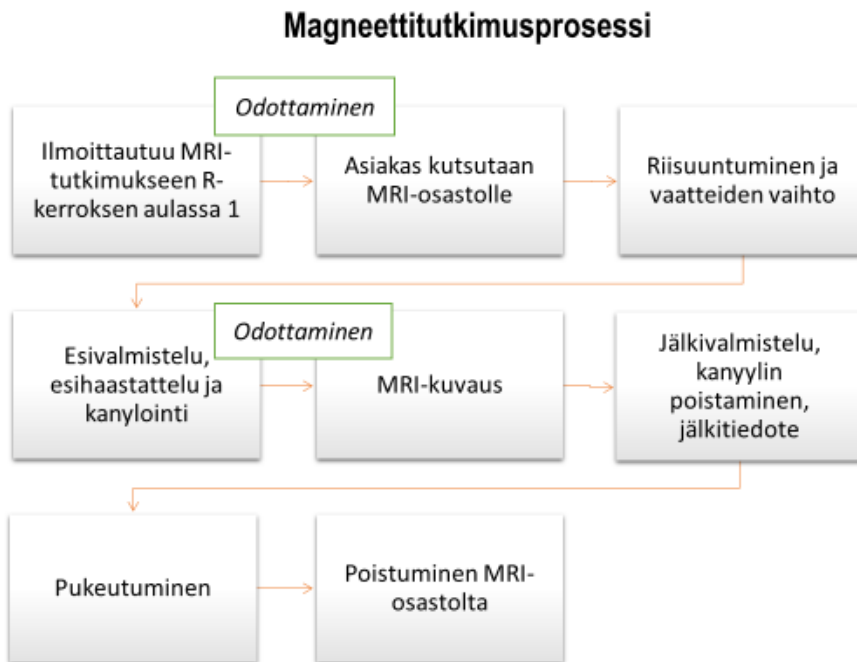 Magneettitutkimusprosessi
Odottaminen
Ilmoittautuu MRI-
tutkimukseen R-
kerroksen aulassa 1
Asiakas kutsutaan
MRI-osastolle
Riisuuntuminen ja
vaatteiden vaihto
Odottaminen
Esivalmistelu,
esihaastattelu ja
kanylointi
MRI-kuvaus
Jälkivalmistelu,
kanyylin
poistaminen,
jälkitiedote
Pukeutuminen
Poistuminen MRI-
osastolta